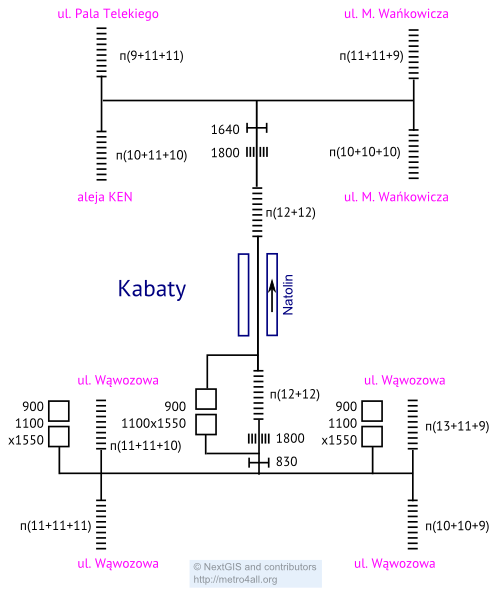 ul. Pala Telekiego
ul. M. Wańkowicza
п(9+11+11)
п(11+11+9)
1640
1800
п(10+11+10)
п(10+10+10)
aleja KEN
ul. M. Wańkowicza
п(12+12)
Kabaty
Natolin
ul. Wąwozowa
ul. Wąwozowa
п(12+12)
900
1100
x1550
900
1100x1550
900
1100
x1550
п(13+11+9)
п(11+11+10)
1800
830
п(11+11+11)
п(10+10+9)
ul. Wąwozowa
ul. Wąwozowa
© NextGIS and contributors
http://metro4all.org